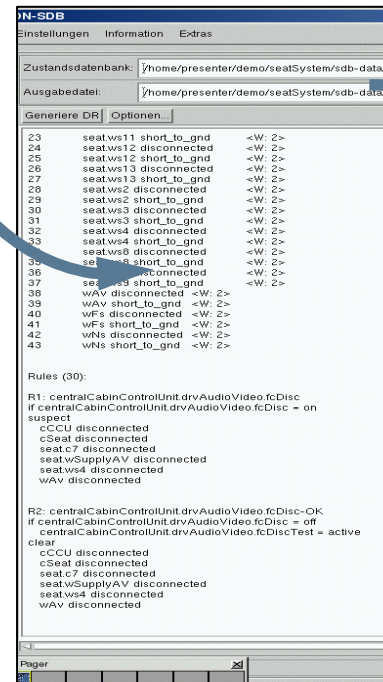 ON-SDB
Einstellungen Information Extras
Zustandsdatenbank: /home/presenter/demo/seatSystem/sdb-data
Ausgabedatei: /home/presenter/demo/seatSystem/sdb-data/
Generiere DR Optionen...
23 seat.ws11 short_to_gnd <W: 2>
24 seat.ws12 disconnected <W: 2>
25 seat.ws12 short_to_gnd <W: 2>
26 seat.ws13 disconnected <W: 2>
27 seat.ws13 short_to_gnd <W: 2>
28 seat.ws2 disconnected <W: 2>
29 seat.ws2 short_to_gnd <W: 2>
30 seat.ws3 disconnected <W: 2>
31 seat.ws3 short_to_gnd <W: 2>
32 seat.ws4 disconnected <W: 2>
33 seat.ws4 short_to_gnd <W: 2>
seat.ws8 disconnected <W: 2>
35 short_to_gnd <W: 2>
36 disconnected <W: 2>
37 short_to_gnd <W: 2>
38 wAv disconnected <W: 2>
39 wAv short_to_gnd <W: 2>
40 wFs disconnected <W: 2>
41 wFs short_to_gnd <W: 2>
42 wNs disconnected <W: 2>
43 wNs short_to_gnd <W: 2>
Rules (30):
R1: centralCabinControlUnit.drvAudioVideo.fcDisc
if centralCabinControlUnit.drvAudioVideo.fcDisc = on
suspect
cCCU disconnected
cSeat disconnected
seat.c7 disconnected
seat.wSupplyAV disconnected
seat.ws4 disconnected
wAv disconnected
R2: centralCabinControlUnit.drvAudioVideo.fcDisc-OK
if centralCabinControlUnit.drvAudioVideo.fcDisc = off
centralCabinControlUnit.drvAudioVideo.fcDiscTest = active
clear
cCCU disconnected
cSeat disconnected
seat.c7 disconnected
seat.wSupplyAV disconnected
seat.ws4 disconnected
wAv disconnected
Pager